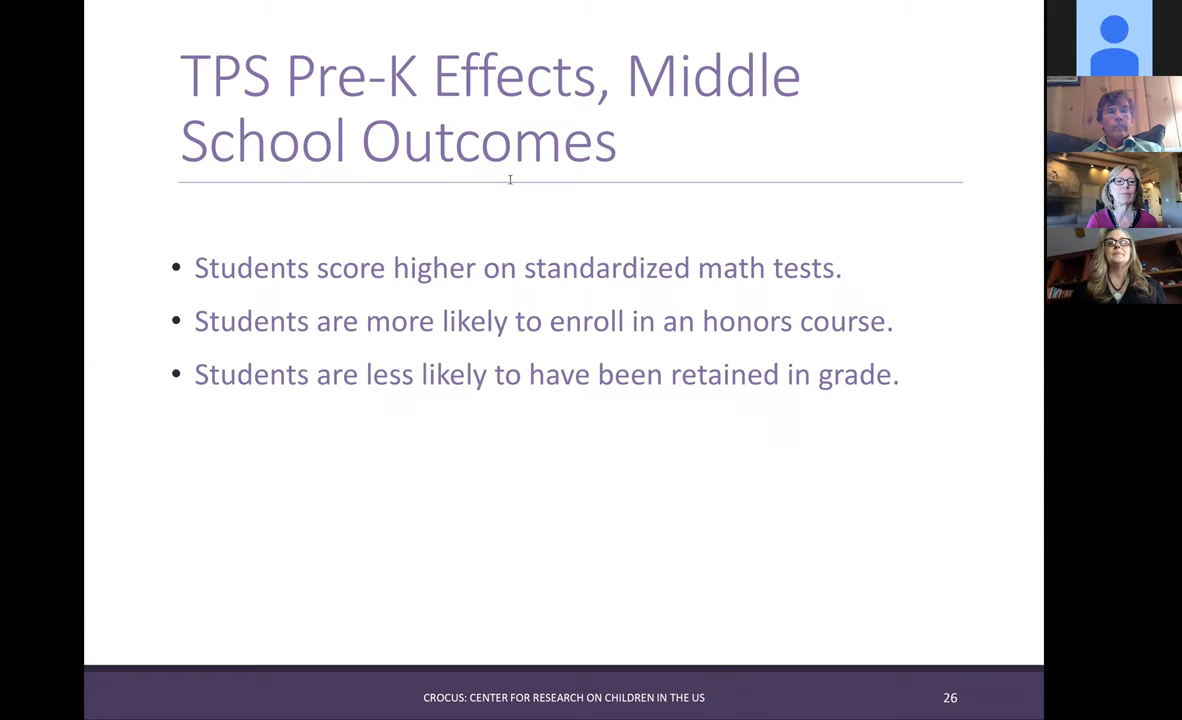 TPS Pre-K Effects, Middle
School Outcomes
• Students score higher on standardized math tests.
• Students are more likely to enroll in an honors course.
• Students are less likely to have been retained in grade.
CROCUS: CENTER FOR RESEARCH ON CHILDREN IN THE US
26